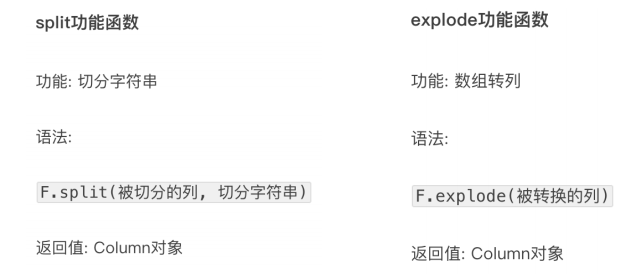 split功能函数
功能: 切分字符串
语法:
F.split(被切分的列, 切分字符串)
返回值: Column对象
explode功能函数
功能: 数组转列
语法:
F.explode(被转换的列)
返回值: Column对象